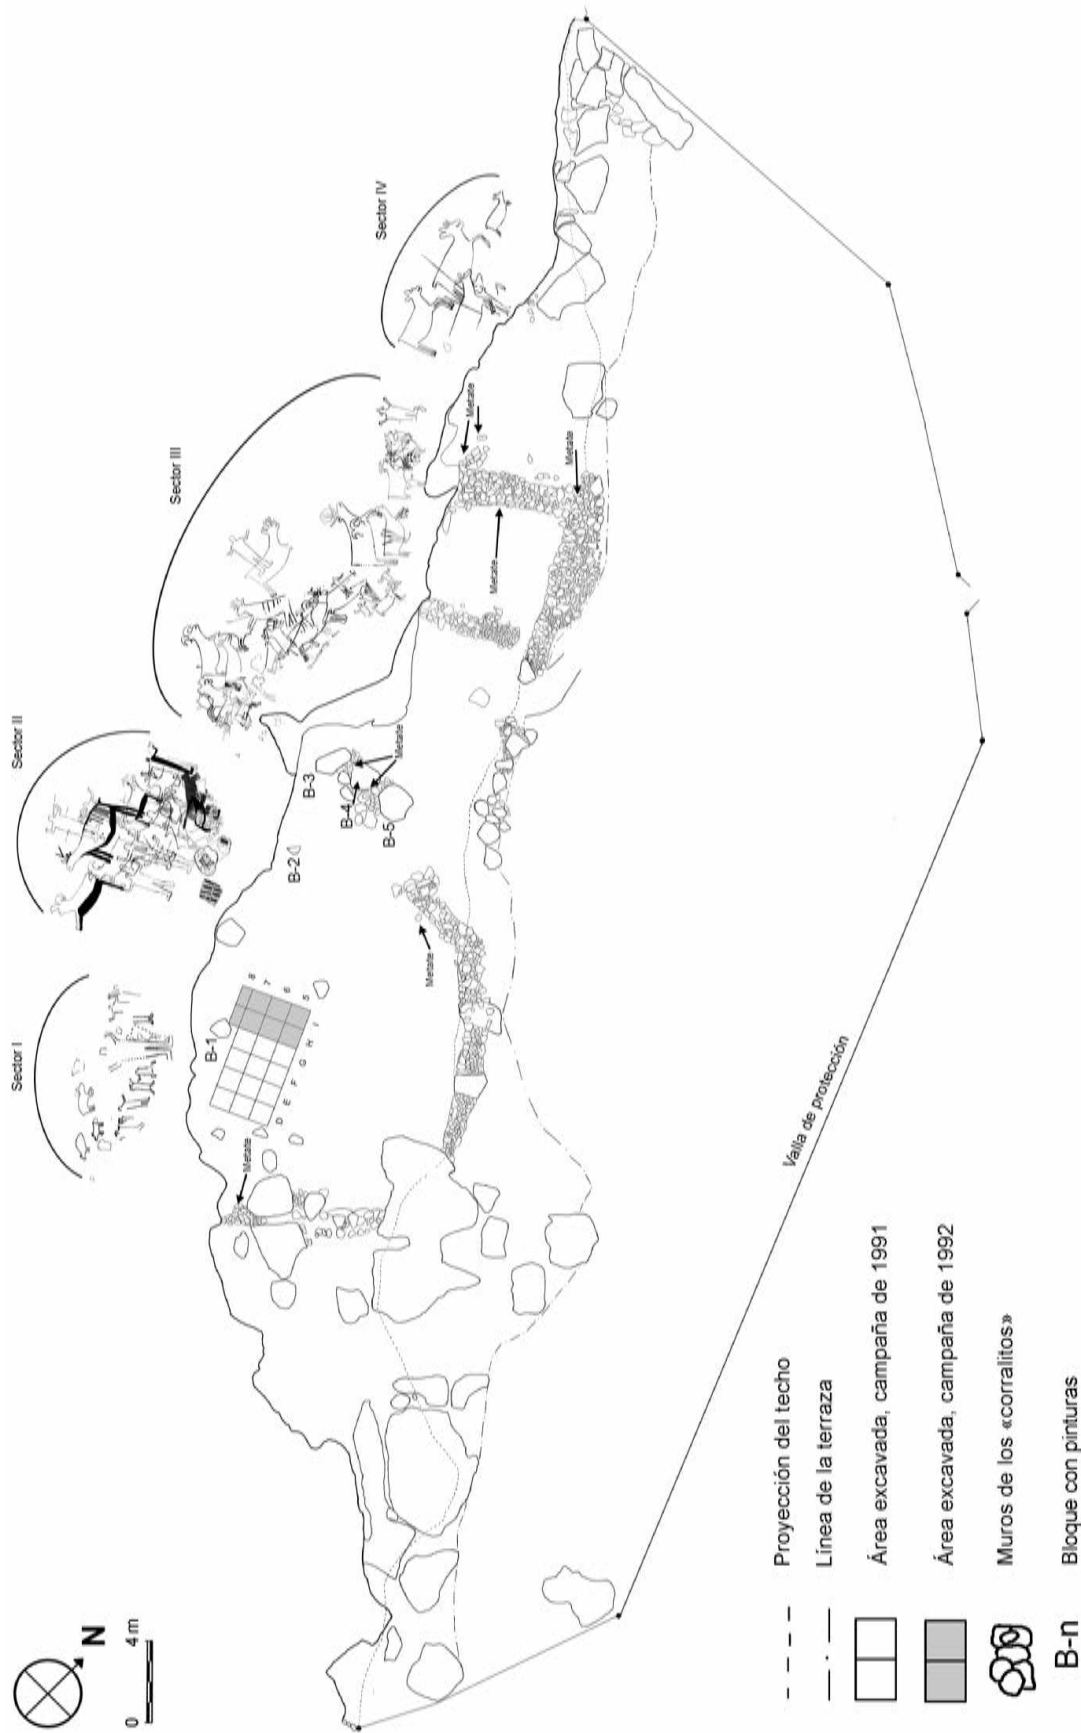 Sector I
Sector II
Sector III
Sector IV
B-1
B-2
B-3
B-4
B-5
Metate
Metate
Metate
Metate
Metate
Metate
8
7
6
5
D E F G H I
Valla de protección
N
0 4 m
Proyección del techo
Línea de la terraza
Área excavada, campaña de 1991
Área excavada, campaña de 1992
Muros de los «corralitos»
B-n Bloque con pinturas